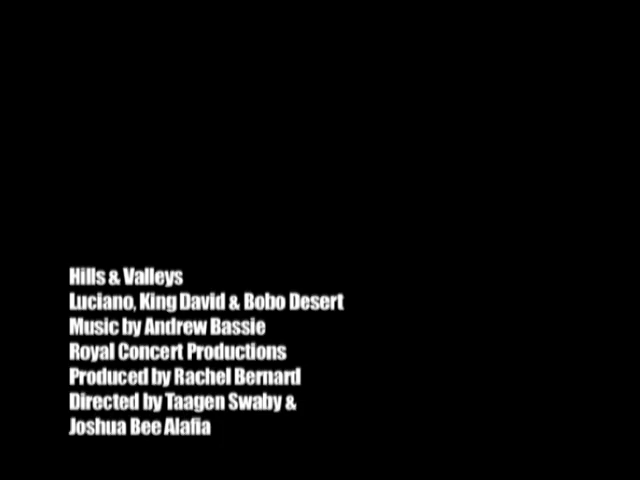 Hills & Valleys
Luciano, King David & Bobo Desert
Music by Andrew Bassie
Royal Concert Productions
Produced by Rachel Bernard
Directed by Taagen Swaby &
Joshua Bee Alafia